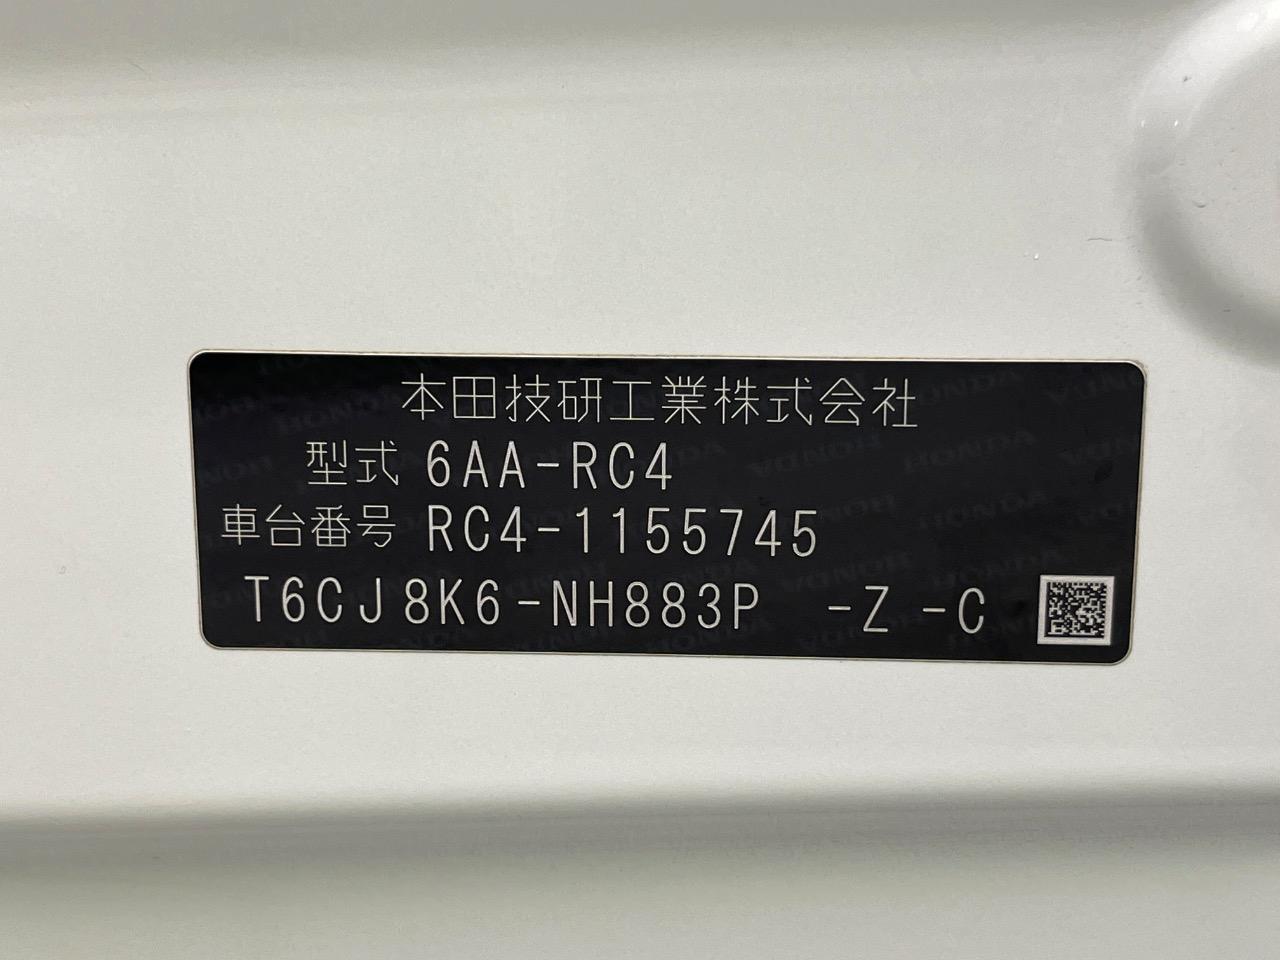 本田技研工業株式会社
型式 6AA-RC4
車台番号 RC4-1155745
T6CJ8K6-NH883P -Z -C